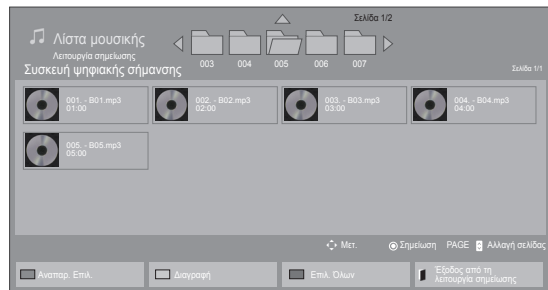 Σελίδα 1/2
Λίστα μουσικής
Λειτουργία σημείωσης
Συσκευή ψηφιακής σήμανσης
003 004 005 006 007
Σελίδα 1/1
001. - B01.mp3
01:00
002. - B02.mp3
02:00
003. - B03.mp3
03:00
004. - B04.mp3
04:00
005. - B05.mp3
05:00
Μετ. Σημείωση PAGE Αλλαγή σελίδας
Αναπαρ. Επιλ. Διαγραφή Επιλ. Όλων Έξοδος από τη
λειτουργία σημείωσης